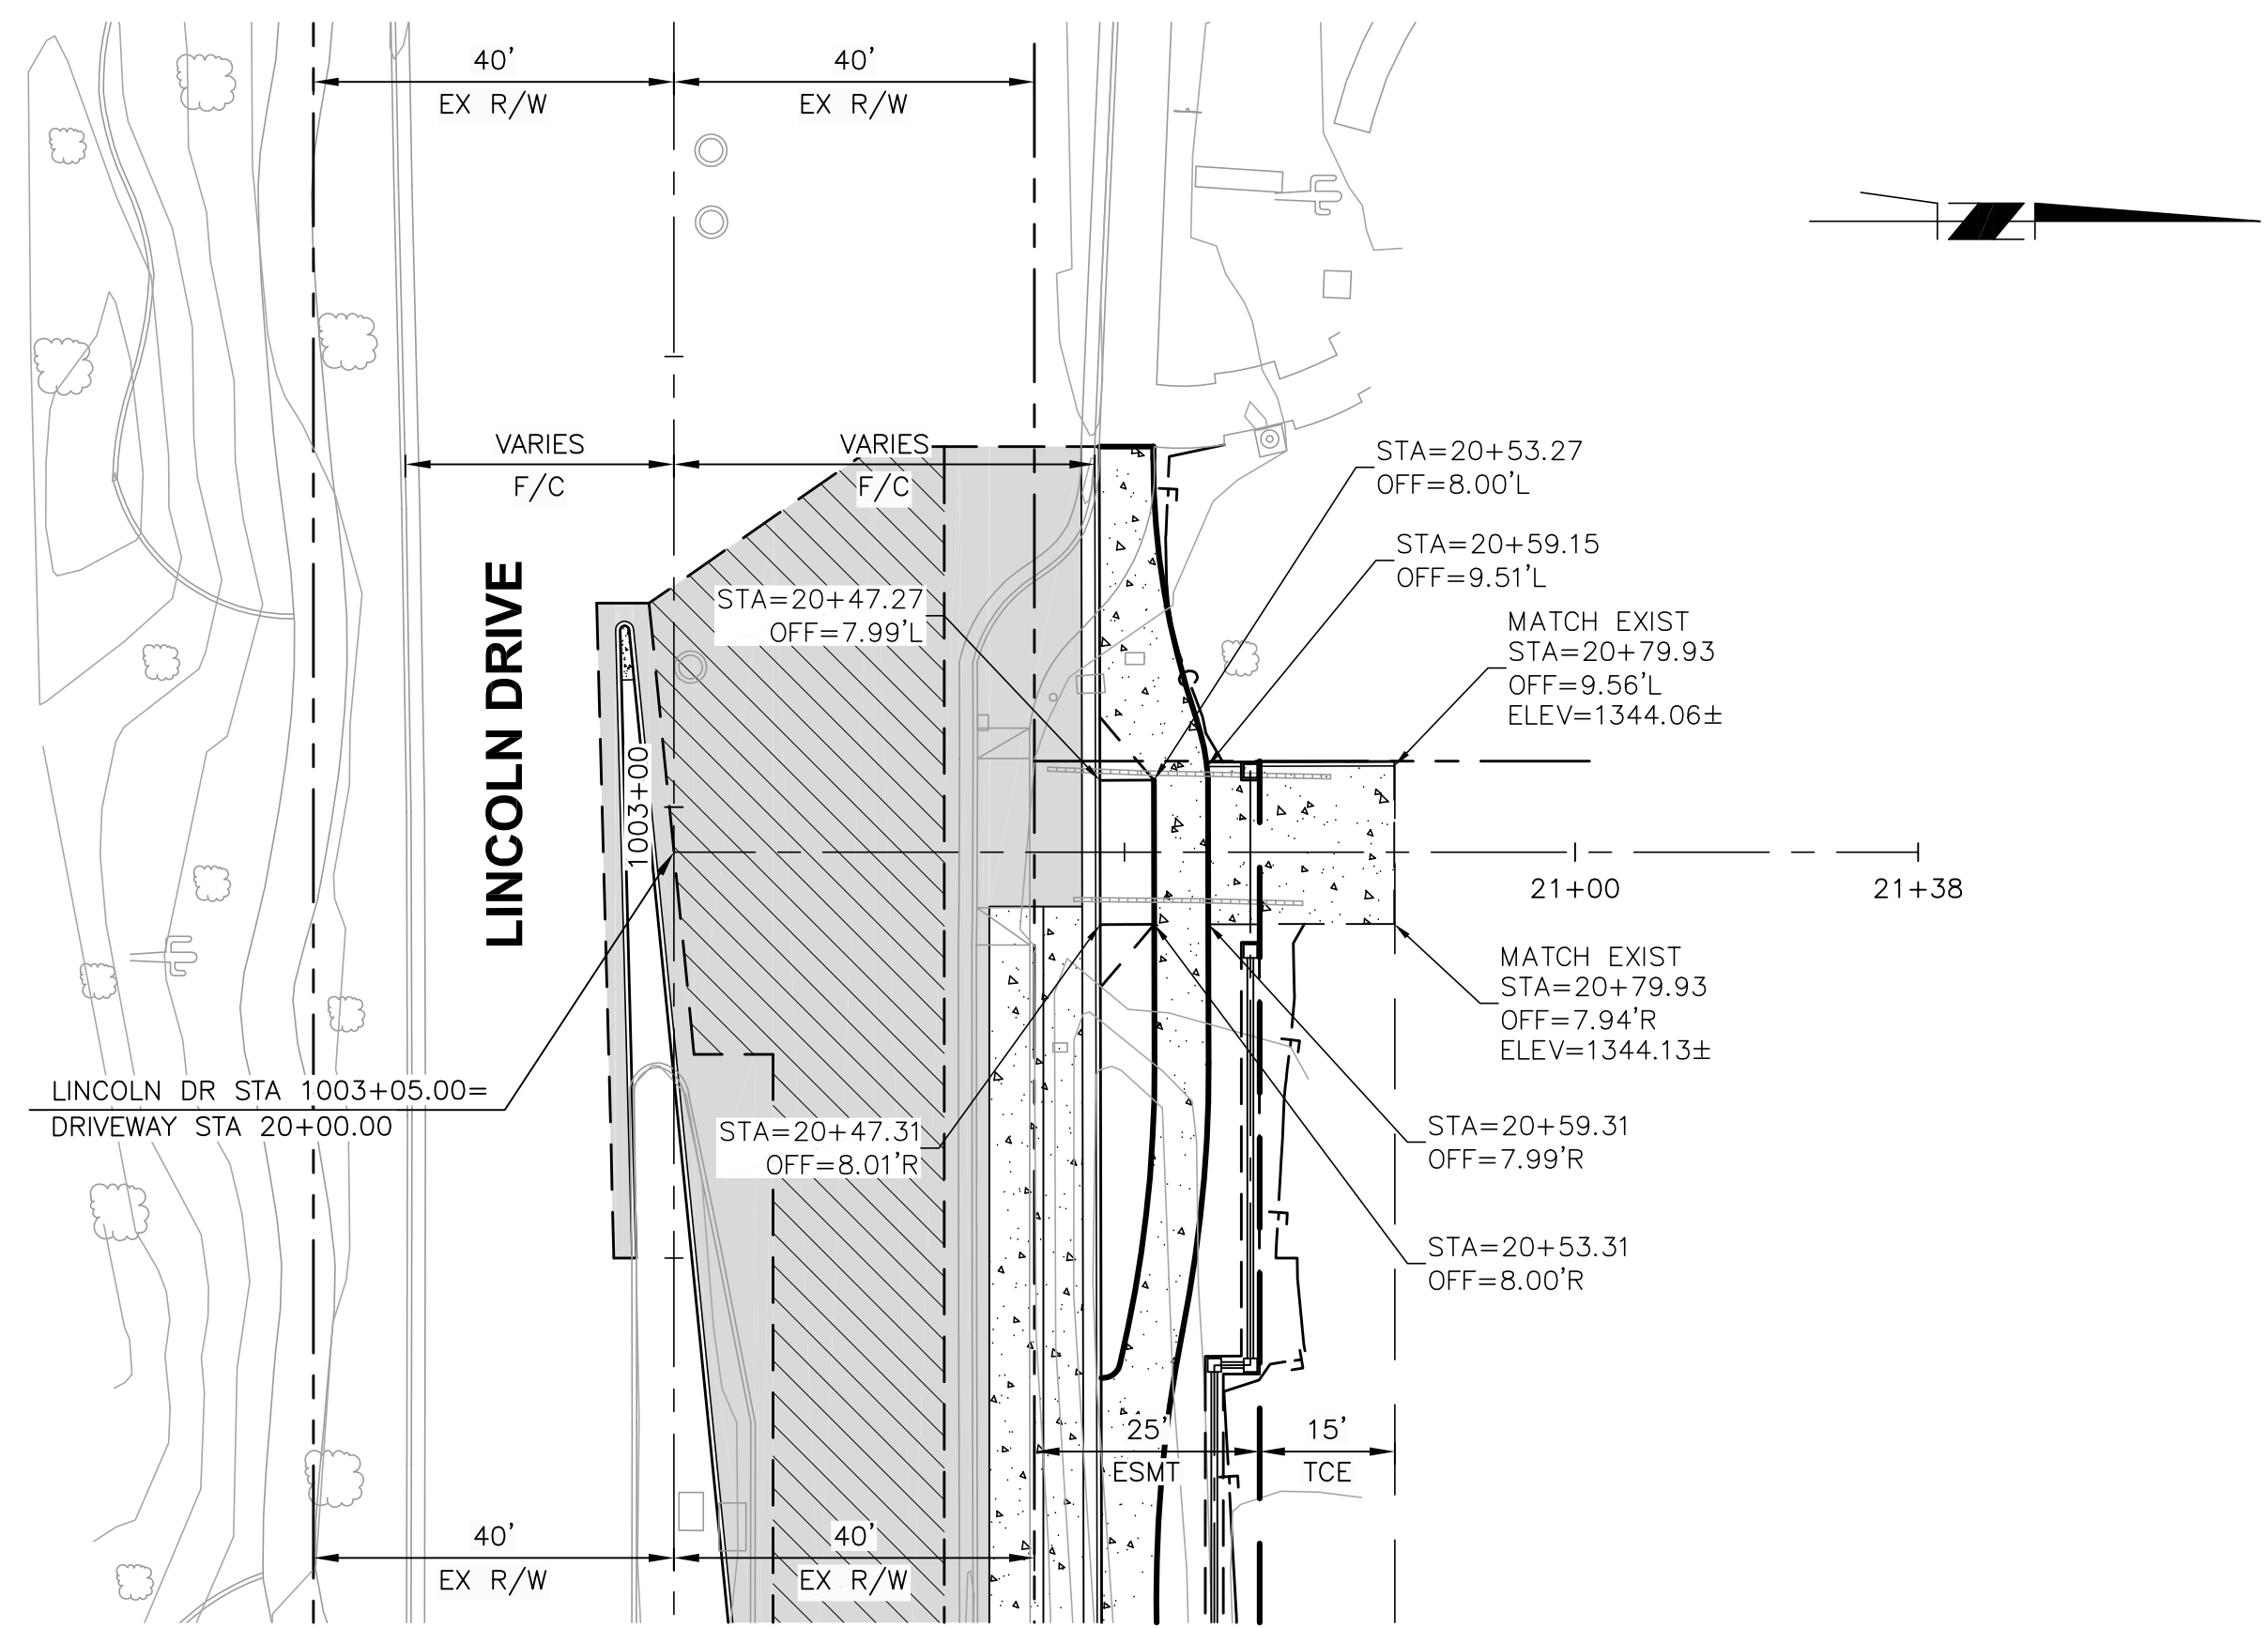 40'
EX R/W
40'
EX R/W
VARIES
F/C
VARIES
F/C
F
STA=20+53.27
OFF=8.00'L
STA=20+59.15
OFF=9.51'L
STA=20+47.27
OFF=7.99'L
MATCH EXIST
STA=20+79.93
OFF=9.56'L
ELEV=1344.06±
C
LINCOLN DRIVE
1003+00
21+00
21+38
MATCH EXIST
STA=20+79.93
OFF=7.94'R
ELEV=1344.13±
F
LINCOLN DR STA 1003+05.00=
DRIVEWAY STA 20+00.00
STA=20+47.31
OFF=8.01'R
STA=20+59.31
OFF=7.99'R
F
STA=20+53.31
OFF=8.00'R
F
25'
ESMT
15'
TCE
F
40'
EX R/W
40'
EX R/W